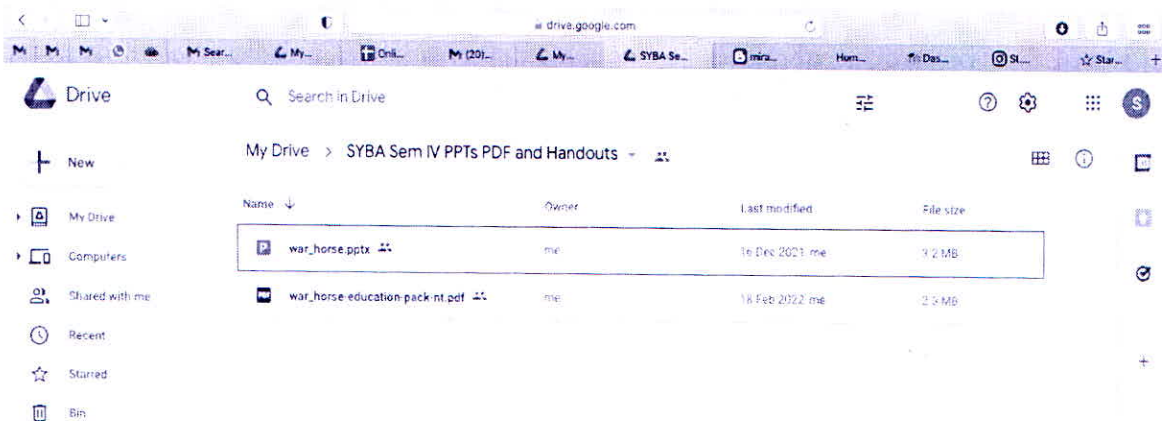 drive.google.com
M Sear... My... Onli... M (20)... My... SYBA Se... mira... Hom... Das... St... Star... +
Drive
Search in Drive
S
New
My Drive > SYBA Sem IV PPTs PDF and Handouts
Name Owner Last modified File size
My Drive
war_horse.pptx me 16 Dec 2021 me 3.2 MB
Computers
Shared with me
war_horse-education-pack-nt.pdf me 18 Feb 2022 me 2.3 MB
Recent
Starred
Bin